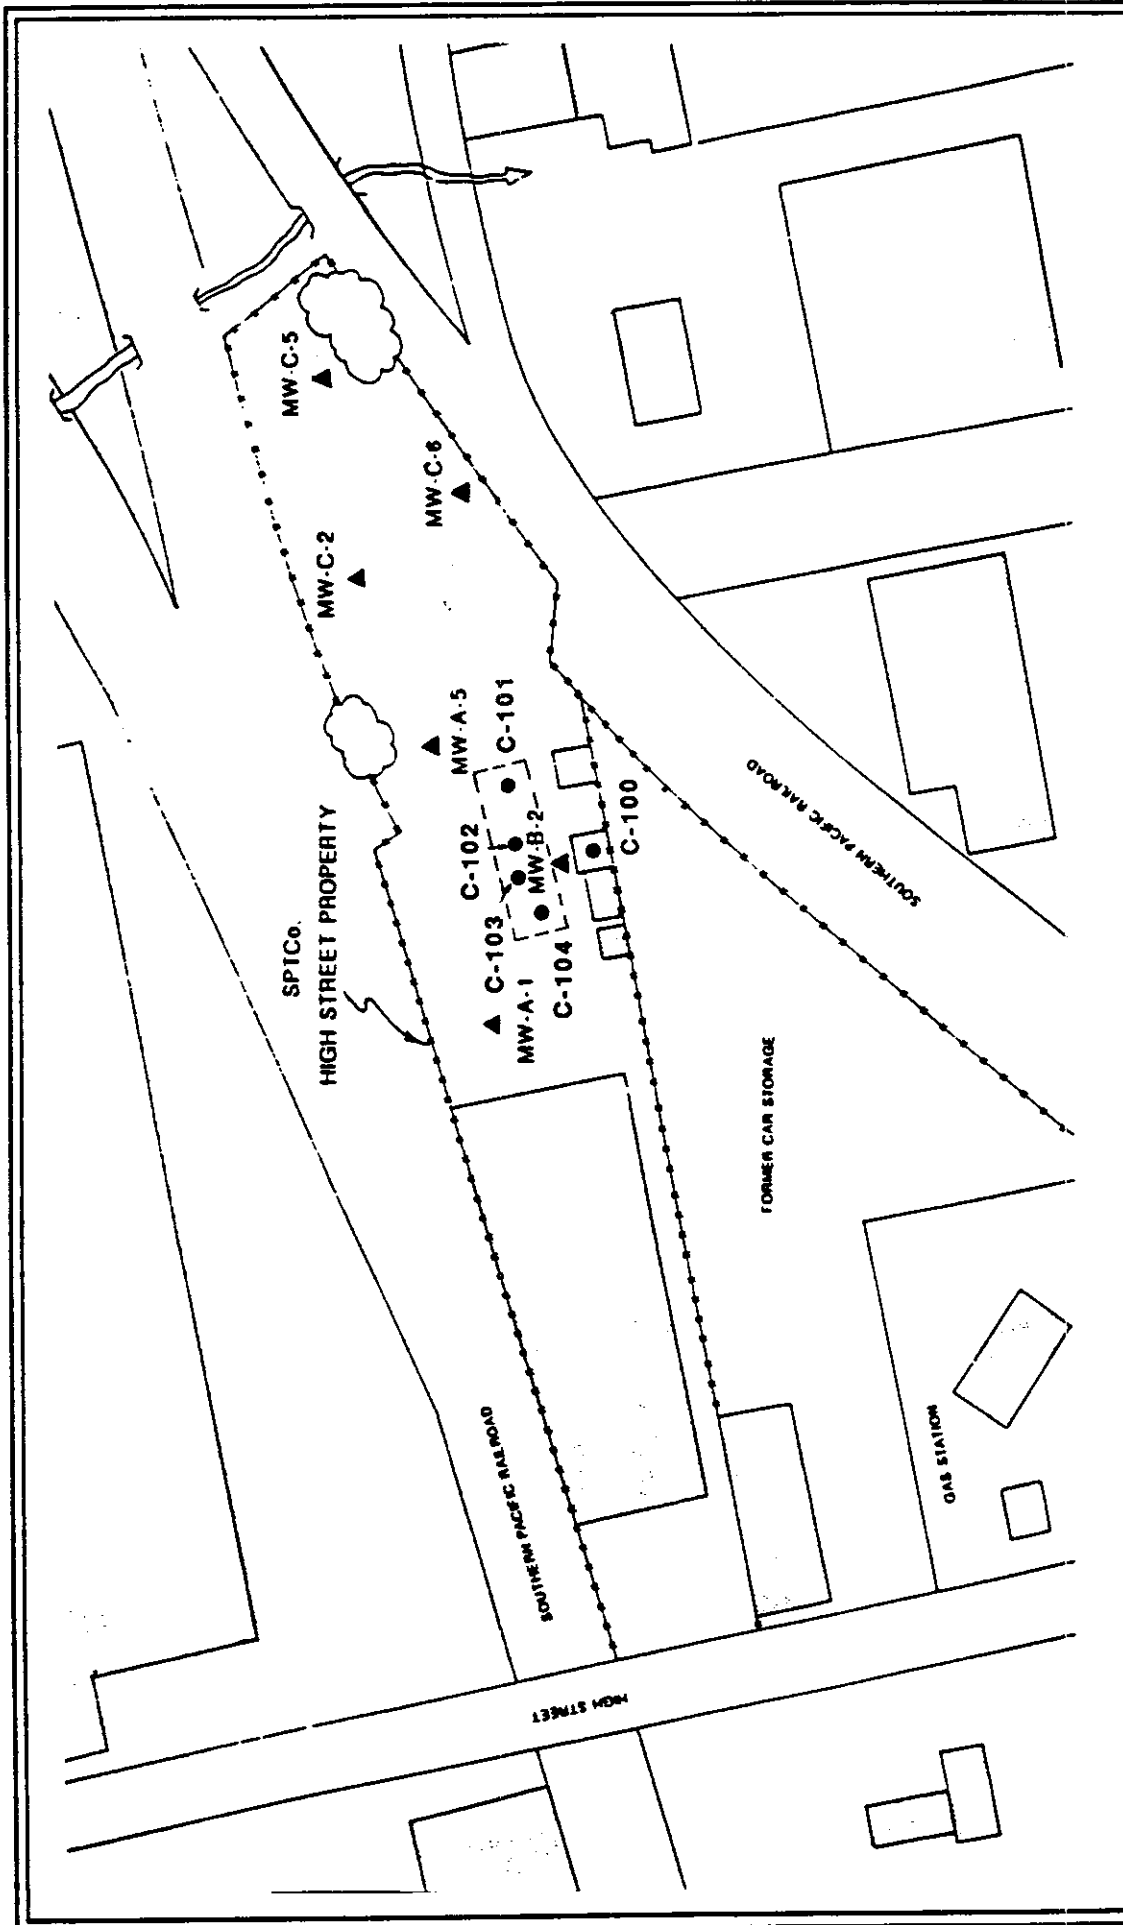 SPTCo.
HIGH STREET PROPERTY
MW-C-5
MW-C-6
MW-C-2
MW-A-5
C-101
C-102
MW-B-2
C-100
C-103
C-104
MW-A-1
SOUTHERN PACIFIC RAILROAD
SOUTHERN PACIFIC RAILROAD
FORMER CAR STORAGE
GAS STATION
HIGH STREET